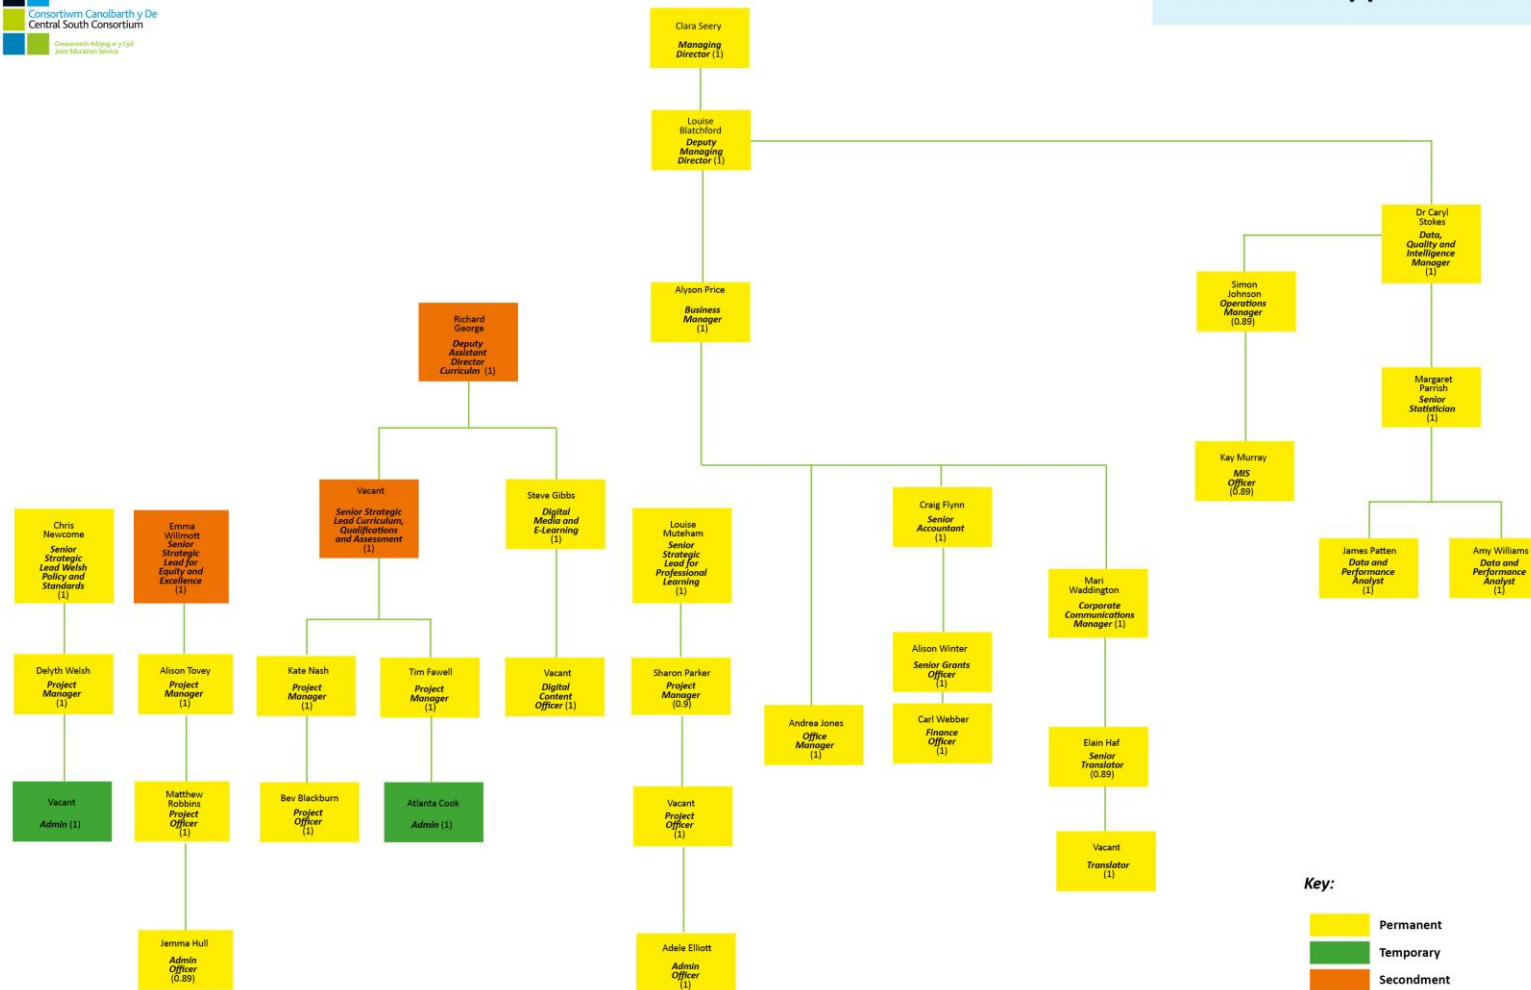 Consortiwm Canolbarth y De
Central South Consortium
Gwasanaeth Addysg ar y Cyd
Joint Education Service
Clara Seery
Managing
Director (1)
Louise
Blatchford
Deputy
Managing
Director (1)
Dr Caryl
Stokes
Data,
Quality and
Intelligence
Manager
(1)
Simon
Johnson
Operations
Manager
(0.89)
Alyson Price
Business
Manager
(1)
Richard
George
Deputy
Assistant
Director
Curriculm (1)
Margaret
Parrish
Senior
Statistician
(1)
Kay Murray
MIS
Officer
(0.89)
Vacant
Senior Strategic
Lead Curriculum,
Qualifications
and Assessment
(1)
Steve Gibbs
Digital
Media and
E-Learning
(1)
Chris
Newcome
Senior
Strategic
Lead Welsh
Policy and
Standards
(1)
Emma
Willmott
Senior
Strategic
Lead for
Equity and
Excellence
(1)
Louise
Muteham
Senior
Strategic
Lead for
Professional
Learning
(1)
Craig Flynn
Senior
Accountant
(1)
James Patten
Data and
Performance
Analyst
(1)
Amy Williams
Data and
Performance
Analyst
(1)
Mari
Waddington
Corporate
Communications
Manager (1)
Delyth Welsh
Project
Manager
(1)
Alison Tovey
Project
Manager
(1)
Kate Nash
Project
Manager
(1)
Tim Fawell
Project
Manager
(1)
Vacant
Digital
Content
Officer (1)
Sharon Parker
Project
Manager
(0.9)
Alison Winter
Senior Grants
Officer
(1)
Andrea Jones
Office
Manager
(1)
Carl Webber
Finance
Officer
(1)
Elain Haf
Senior
Translator
(0.89)
Vacant
Admin (1)
Matthew
Robbins
Project
Officer
(1)
Bev Blackburn
Project
Officer
(1)
Atlanta Cook
Admin (1)
Vacant
Project
Officer
(1)
Vacant
Translator
(1)
Jemma Hull
Admin
Officer
(0.89)
Adele Elliott
Admin
Officer
(1)
Key:
Permanent
Temporary
Secondment